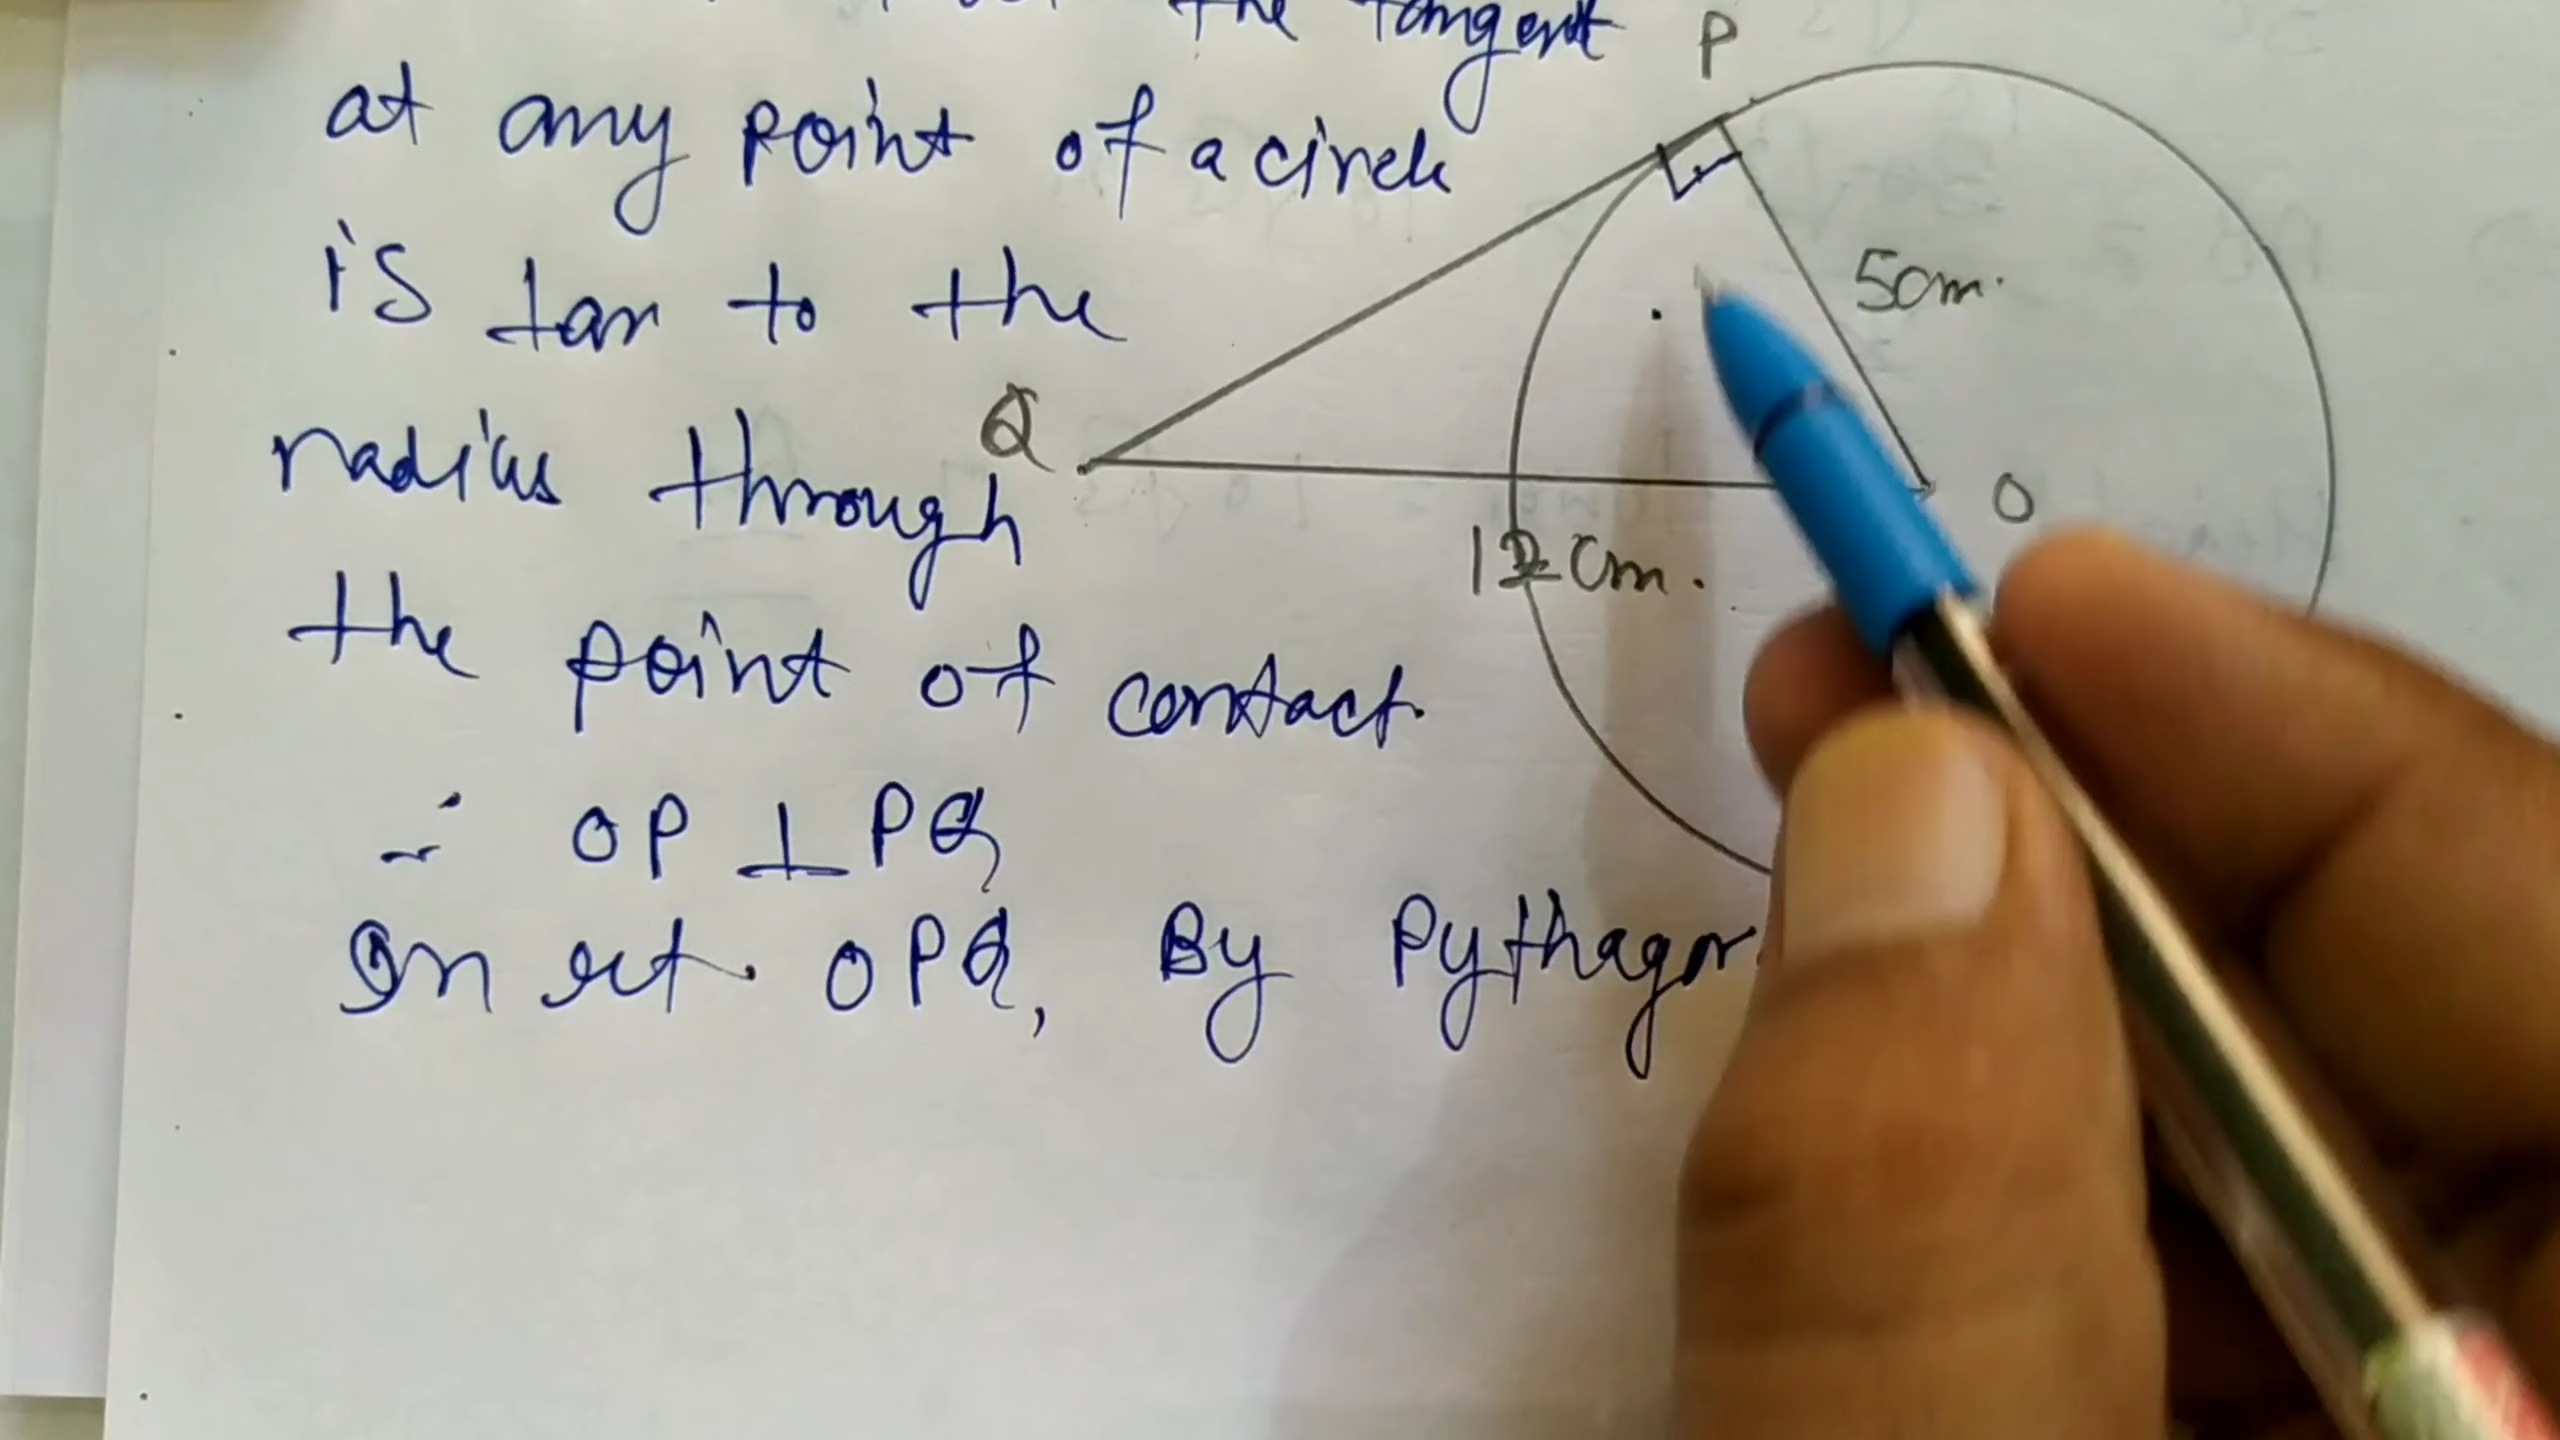 the tangent
at any point of a circle
is tar to the
radius through
the point of contact.
∴ OP ⊥ PQ
In rt. OPQ, By Pythagor
P
5cm.
Q
O
12cm.